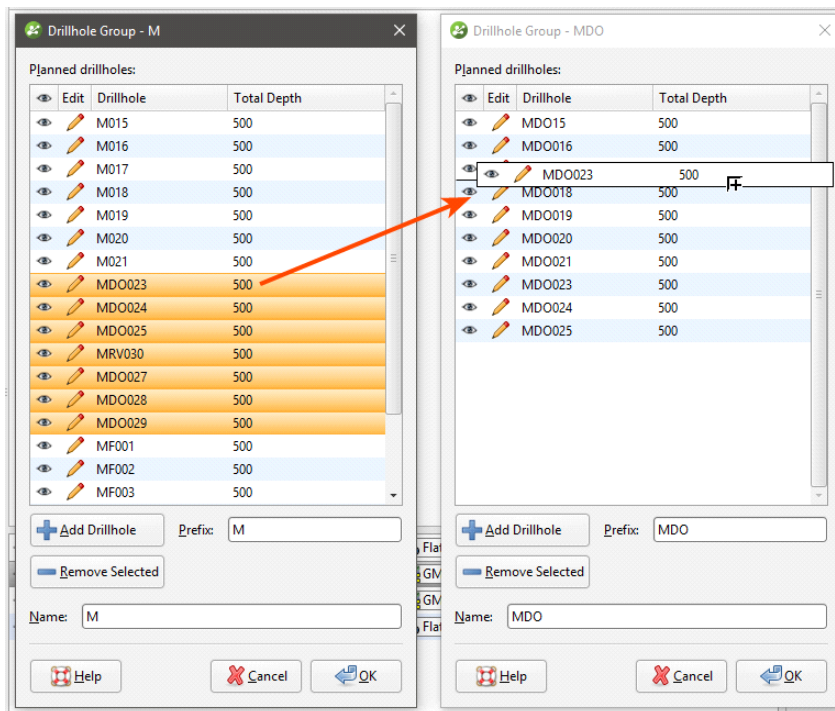 Drillhole Group - M
Planned drillholes:
Edit Drillhole Total Depth
M015 500
M016 500
M017 500
M018 500
M019 500
M020 500
M021 500
MDO023 500
MDO024 500
MDO025 500
MRV030 500
MDO027 500
MDO028 500
MDO029 500
MF001 500
MF002 500
MF003 500
Add Drillhole Prefix: M
Remove Selected
Name: M
Help Cancel OK
Flat
GM
GM
Flat
Drillhole Group - MDO
Planned drillholes:
Edit Drillhole Total Depth
MDO15 500
MDO016 500
MDO023 500
MDO018 500
MDO019 500
MDO020 500
MDO021 500
MDO023 500
MDO024 500
MDO025 500
Add Drillhole Prefix: MDO
Remove Selected
Name: MDO
Help Cancel OK